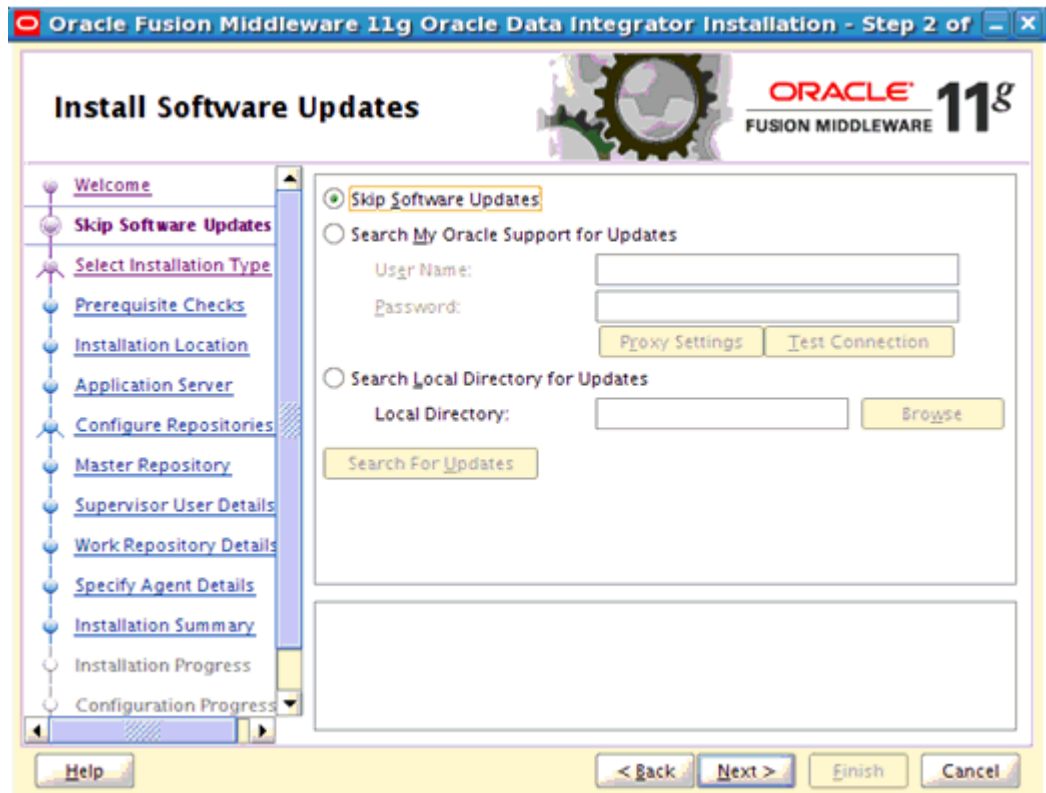 Oracle Fusion Middleware 11g Oracle Data Integrator Installation - Step 2 of
Install Software Updates
ORACLE
FUSION MIDDLEWARE 11g
Welcome
Skip Software Updates
Select Installation Type
Prerequisite Checks
Installation Location
Application Server
Configure Repositories
Master Repository
Supervisor User Details
Work Repository Details
Specify Agent Details
Installation Summary
Installation Progress
Configuration Progress
Skip Software Updates
Search My Oracle Support for Updates
User Name:
Password:
Proxy Settings Test Connection
Search Local Directory for Updates
Local Directory: Browse
Search For Updates
Help < Back Next > Finish Cancel